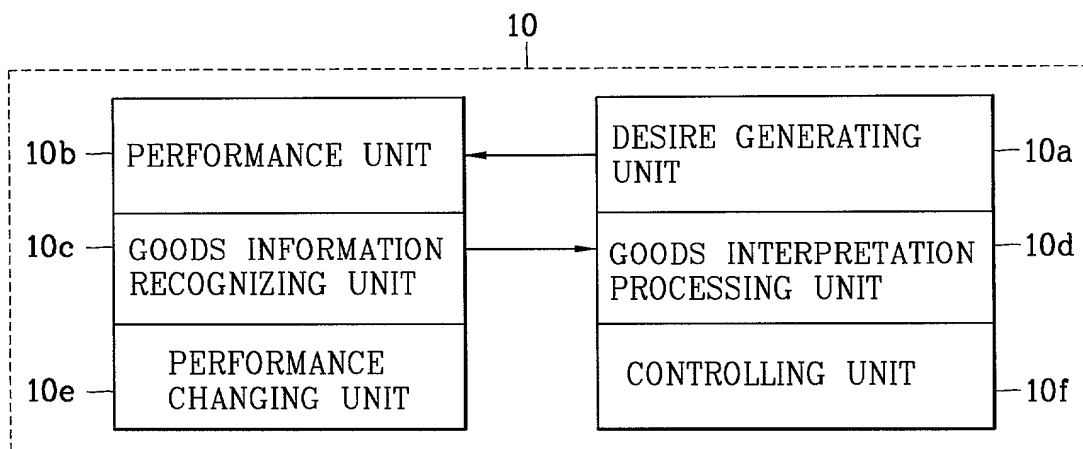 10
10b
PERFORMANCE UNIT
DESIRE GENERATING
UNIT
10a
10c
GOODS INFORMATION
RECOGNIZING UNIT
GOODS INTERPRETATION
PROCESSING UNIT
10d
10e
PERFORMANCE
CHANGING UNIT
CONTROLLING UNIT
10f